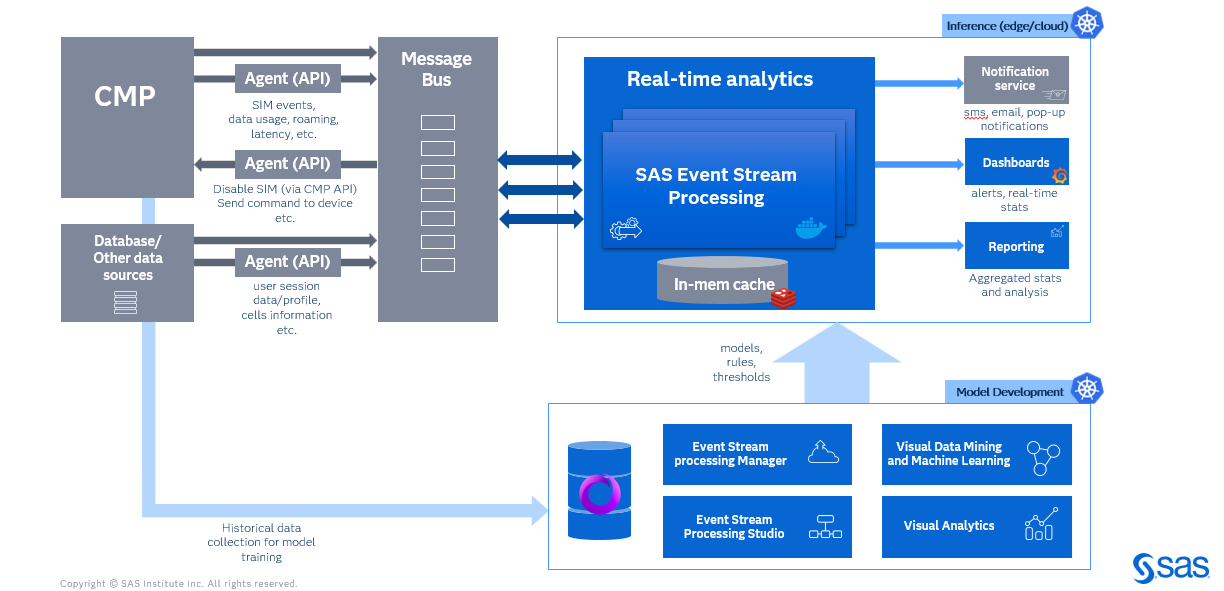 Inference (edge/cloud)
CMP
Agent (API)
SIM events,
data usage, roaming,
latency, etc.
Agent (API)
Disable SIM (via CMP API)
Send command to device
etc.
Database/
Other data
sources
Agent (API)
user session
data/profile,
cells information
etc.
Message
Bus
Real-time analytics
SAS Event Stream
Processing
In-mem cache
Notification
service
sms, email, pop-up
notifications
Dashboards
alerts, real-time
stats
Reporting
Aggregated stats
and analysis
models,
rules,
thresholds
Model Development
Event Stream
processing Manager
Visual Data Mining
and Machine Learning
Event Stream
Processing Studio
Visual Analytics
Historical data
collection for model
training
Copyright © SAS Institute Inc. All rights reserved.
sas